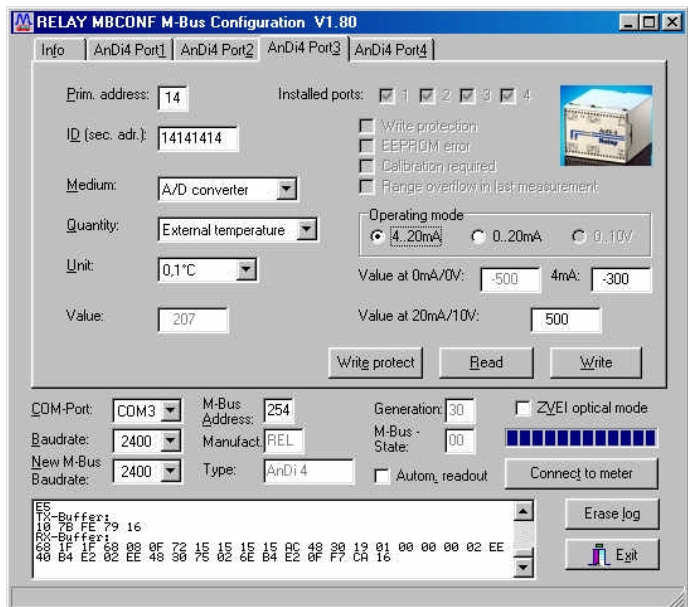 RELAY MBCONF M-Bus Configuration V1.80
Info AnDi4 Port1 AnDi4 Port2 AnDi4 Port3 AnDi4 Port4
Prim. address: 14 Installed ports: 1 2 3 4
Write protection
ID (sec. adr.): 14141414
EEPROM error
Calibration required
Medium: A/D converter
Range overflow in last measurement
Operating mode
Quantity: External temperature
4..20mA 0..20mA 0..10V
Unit: 0,1°C
Value at 0mA/0V: -500 4mA: -300
Value: 207 Value at 20mA/10V: 500
Write protect Read Write
COM-Port: COM3 M-Bus Address: 254 Generation: 30 ZVEI optical mode
Baudrate: 2400 Manufact. REL M-Bus - State: 00
New M-Bus Baudrate: 2400 Type: AnDi 4 Autom. readout Connect to meter
E5
TX-Buffer:
10 7B FE 79 16
RX-Buffer:
68 1F 1F 68 08 0F 72 15 15 15 15 AC 48 30 19 01 00 00 00 02 EE
40 B4 E2 02 EE 48 30 75 02 6E B4 E2 0F F7 CA 16
Erase log
Exit